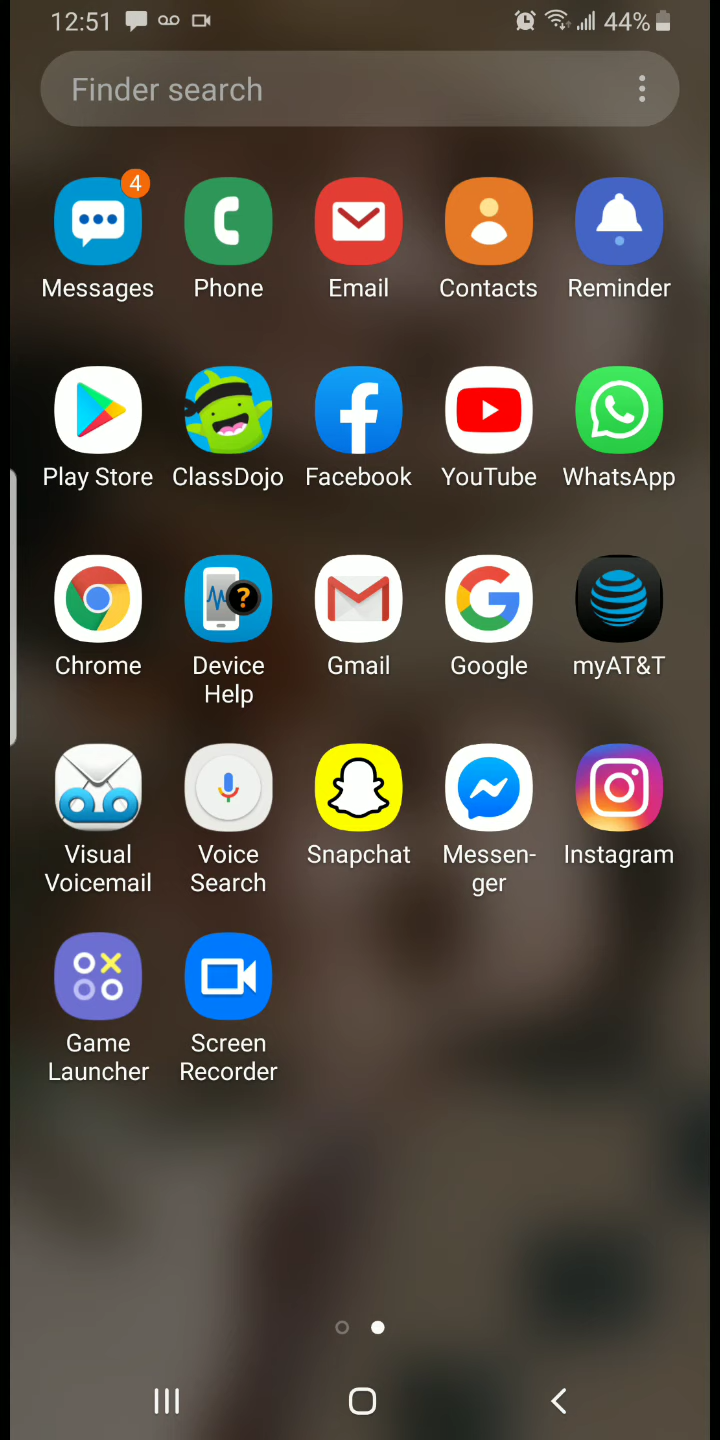 12:51 44%
Finder search
4
Messages Phone Email Contacts Reminder
Play Store ClassDojo Facebook YouTube WhatsApp
Chrome Device Help Gmail Google myAT&T
Visual Voicemail Voice Search Snapchat Messen-ger Instagram
Game Launcher Screen Recorder